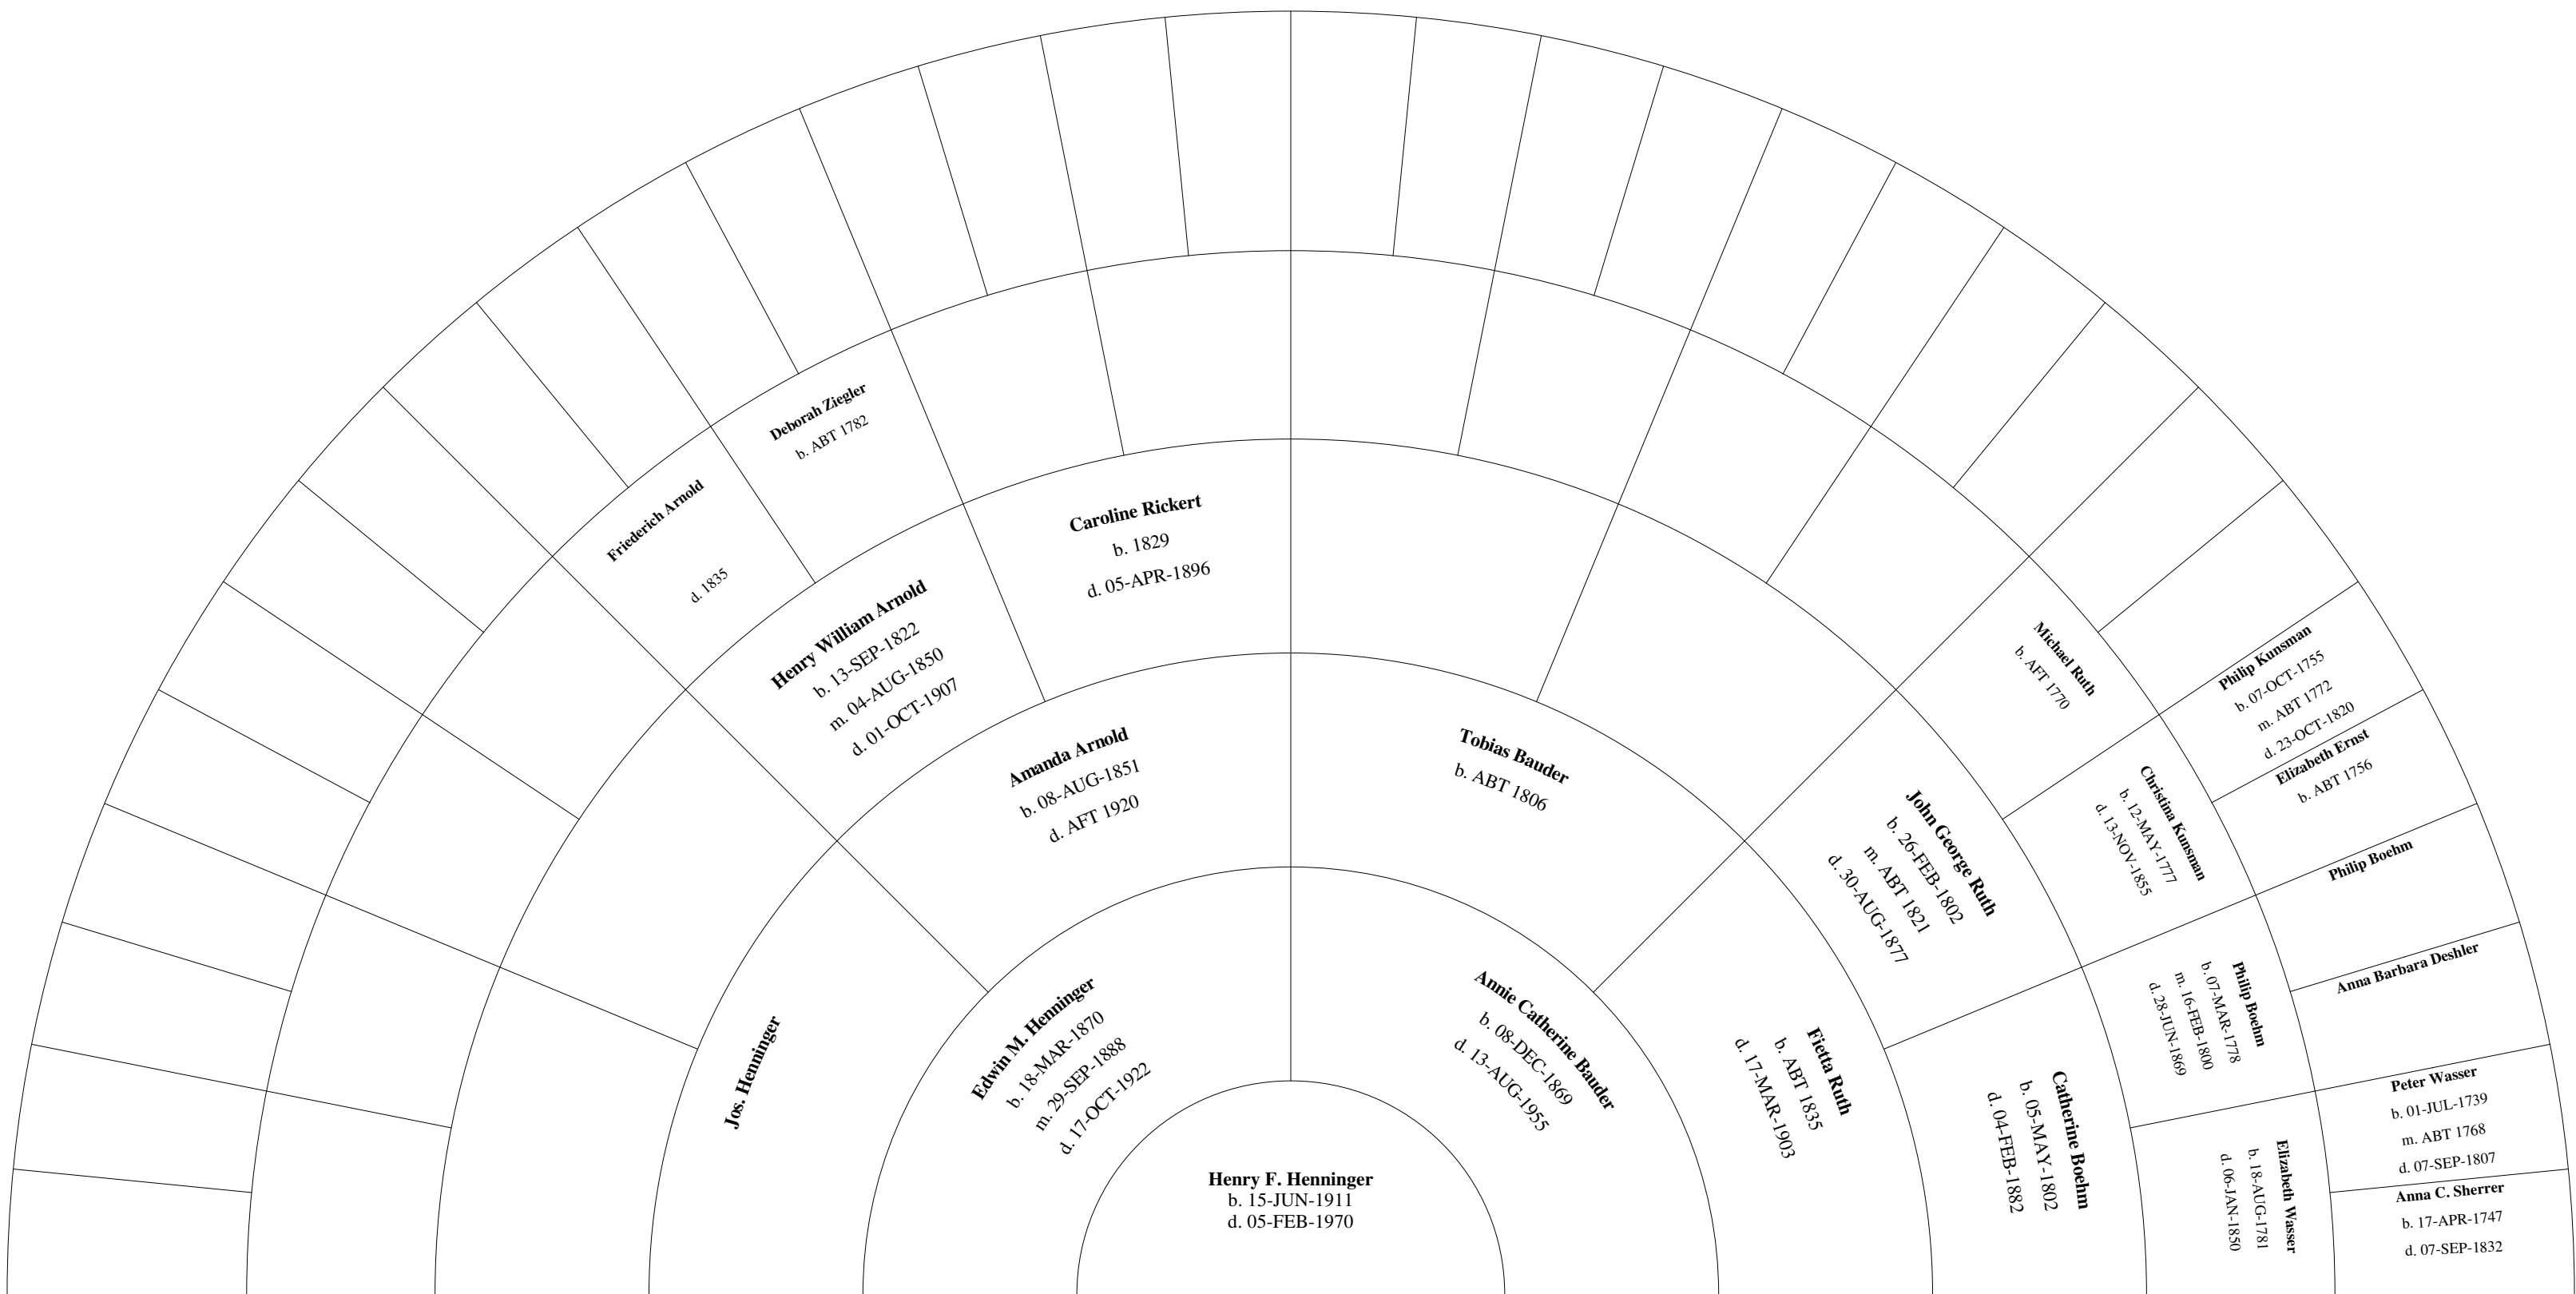 Henry F. Henninger
b. 15-JUN-1911
d. 05-FEB-1970
Edwin M. Henninger
b. 18-MAR-1870
m. 29-SEP-1888
d. 17-OCT-1922
Annie Catherine Bauder
b. 08-DEC-1869
d. 13-AUG-1955
Jos. Henninger
Amanda Arnold
b. 08-AUG-1851
d. AFT 1920
Tobias Bauder
b. ABT 1806
Fietta Ruth
b. ABT 1835
d. 17-MAR-1903
Henry William Arnold
b. 13-SEP-1822
m. 04-AUG-1850
d. 01-OCT-1907
Caroline Rickert
b. 1829
d. 05-APR-1896
John George Ruth
b. 26-FEB-1802
m. ABT 1821
d. 30-AUG-1877
Catherine Boehm
b. 05-MAY-1802
d. 04-FEB-1882
Friederich Arnold
d. 1835
Deborah Ziegler
b. ABT 1782
Michael Ruth
b. AFT 1770
Christina Kunsman
b. 12-MAY-1777
d. 13-NOV-1855
Philip Boehm
b. 07-MAR-1778
m. 16-FEB-1800
d. 28-JUN-1869
Elizabeth Wasser
b. 18-AUG-1781
d. 06-JAN-1850
Philip Kunsman
b. 07-OCT-1755
m. ABT 1772
d. 23-OCT-1820
Elizabeth Ernst
b. ABT 1756
Philip Boehm
Anna Barbara Deshler
Peter Wasser
b. 01-JUL-1739
m. ABT 1768
d. 07-SEP-1807
Anna C. Sherrer
b. 17-APR-1747
d. 07-SEP-1832